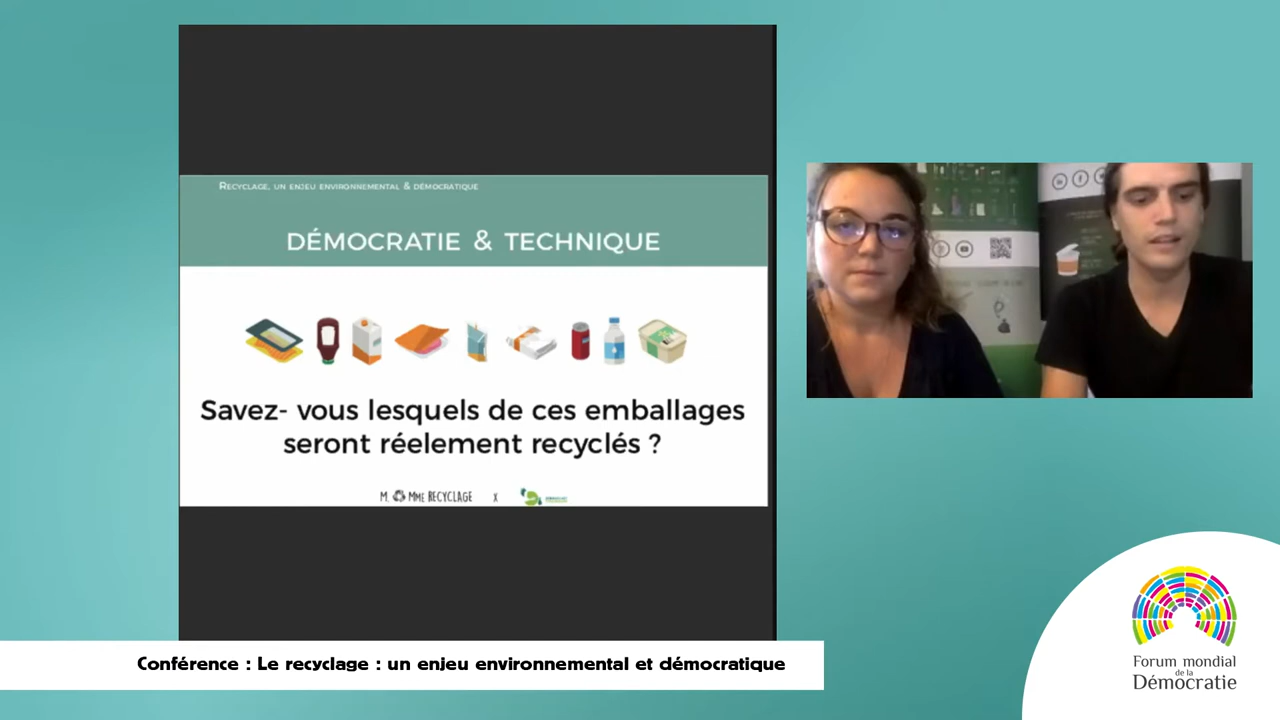 RECYCLAGE, UN ENJEU ENVIRONNEMENTAL & DÉMOCRATIQUE
DÉMOCRATIE & TECHNIQUE
Savez- vous lesquels de ces emballages
seront réelement recyclés ?
M. MME RECYCLAGE X
Conférence : Le recyclage : un enjeu environnemental et démocratique
Forum mondial
de la
Démocratie